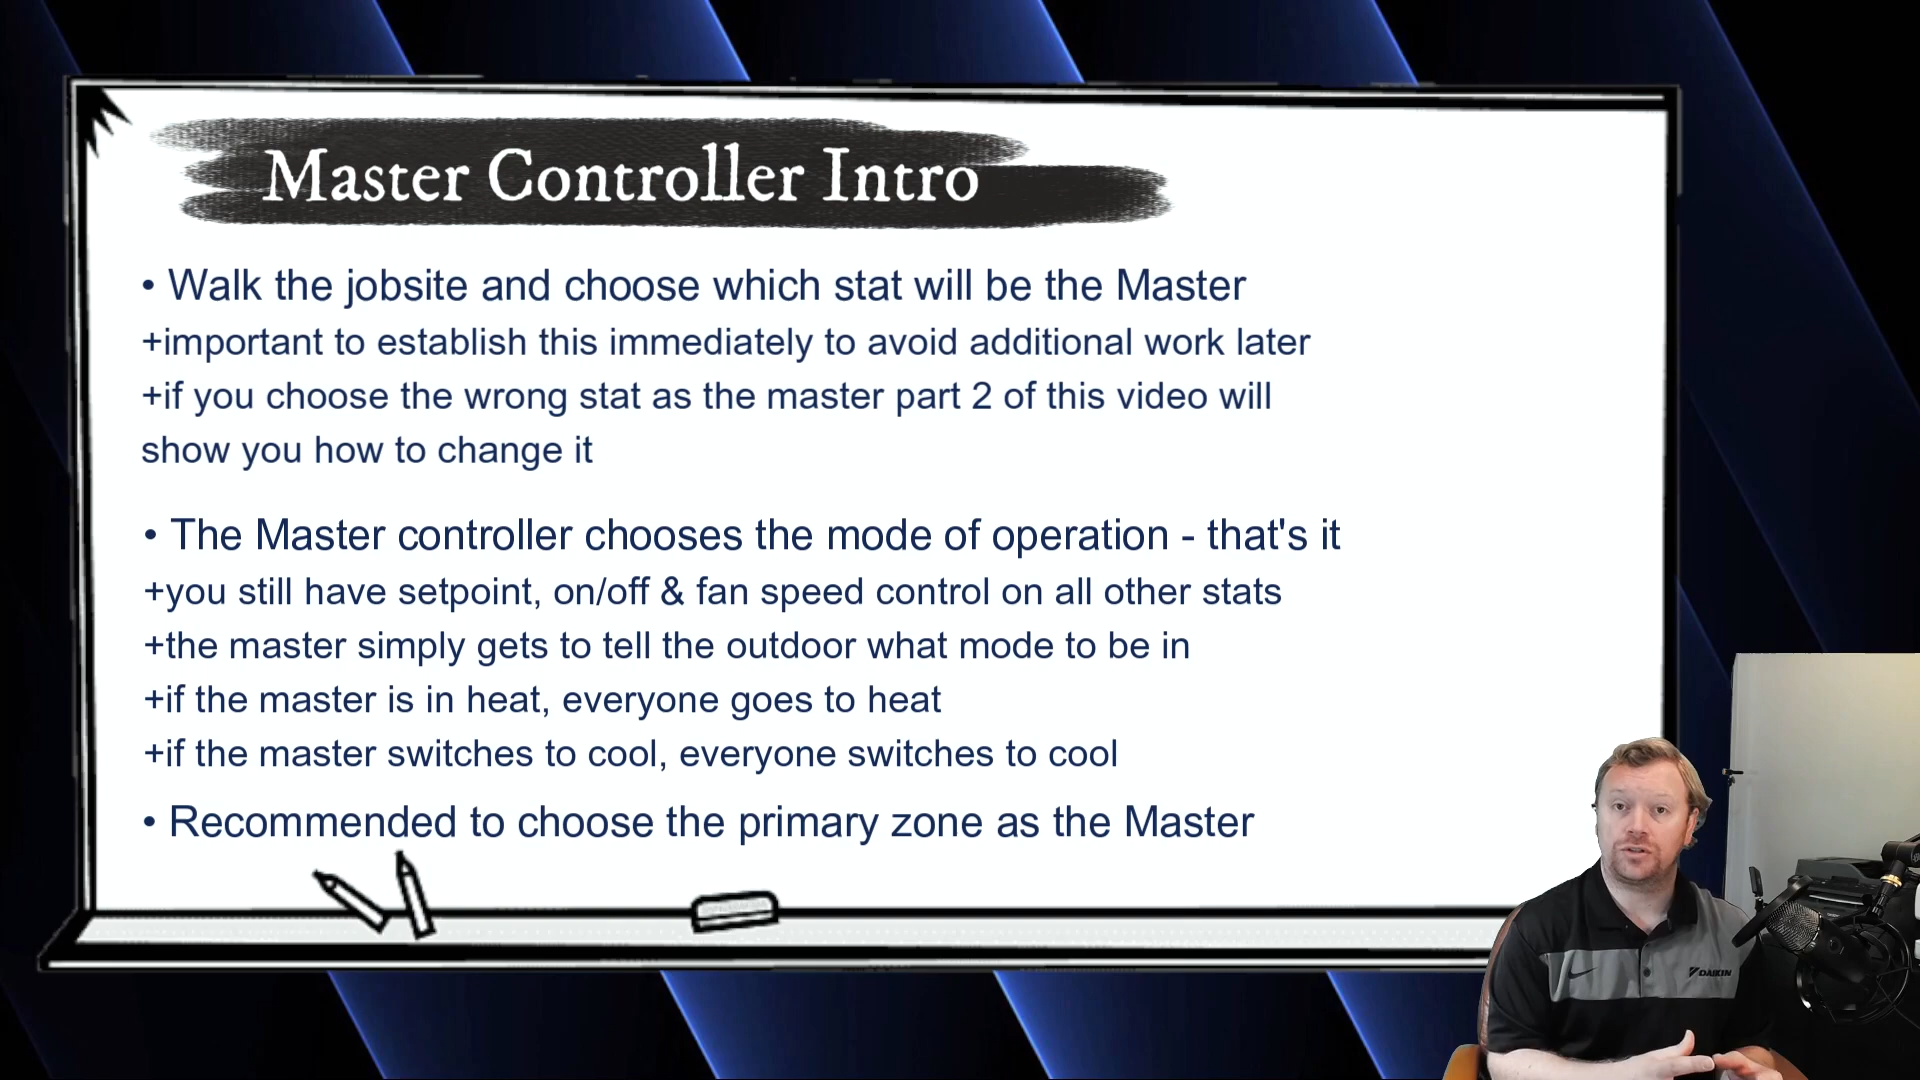 Master Controller Intro
• Walk the jobsite and choose which stat will be the Master
+important to establish this immediately to avoid additional work later
+if you choose the wrong stat as the master part 2 of this video will
show you how to change it
• The Master controller chooses the mode of operation - that's it
+you still have setpoint, on/off & fan speed control on all other stats
+the master simply gets to tell the outdoor what mode to be in
+if the master is in heat, everyone goes to heat
+if the master switches to cool, everyone switches to cool
• Recommended to choose the primary zone as the Master
DAIKIN